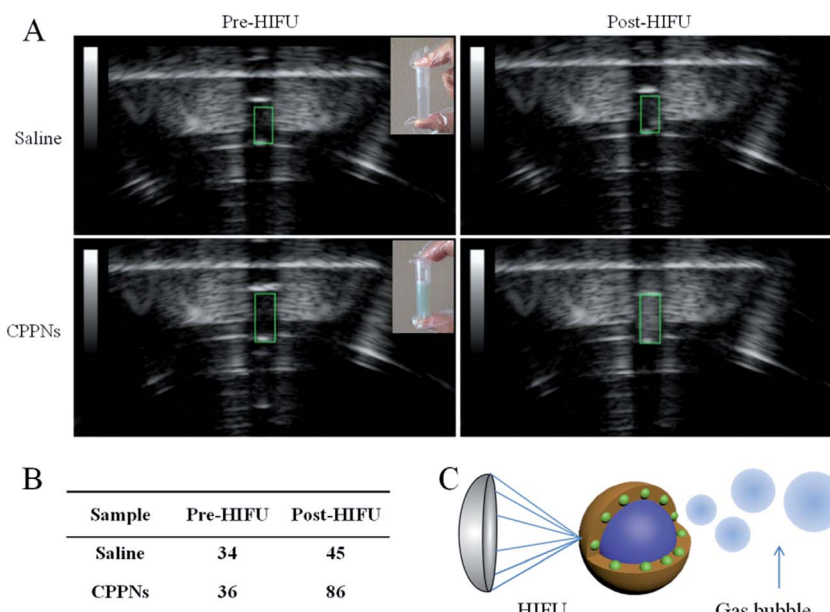 A
Pre-HIFU
Post-HIFU
Saline
CPPNs
B
Sample Pre-HIFU Post-HIFU
Saline 34 45
CPPNs 36 86
C
HIFU
Gas bubble